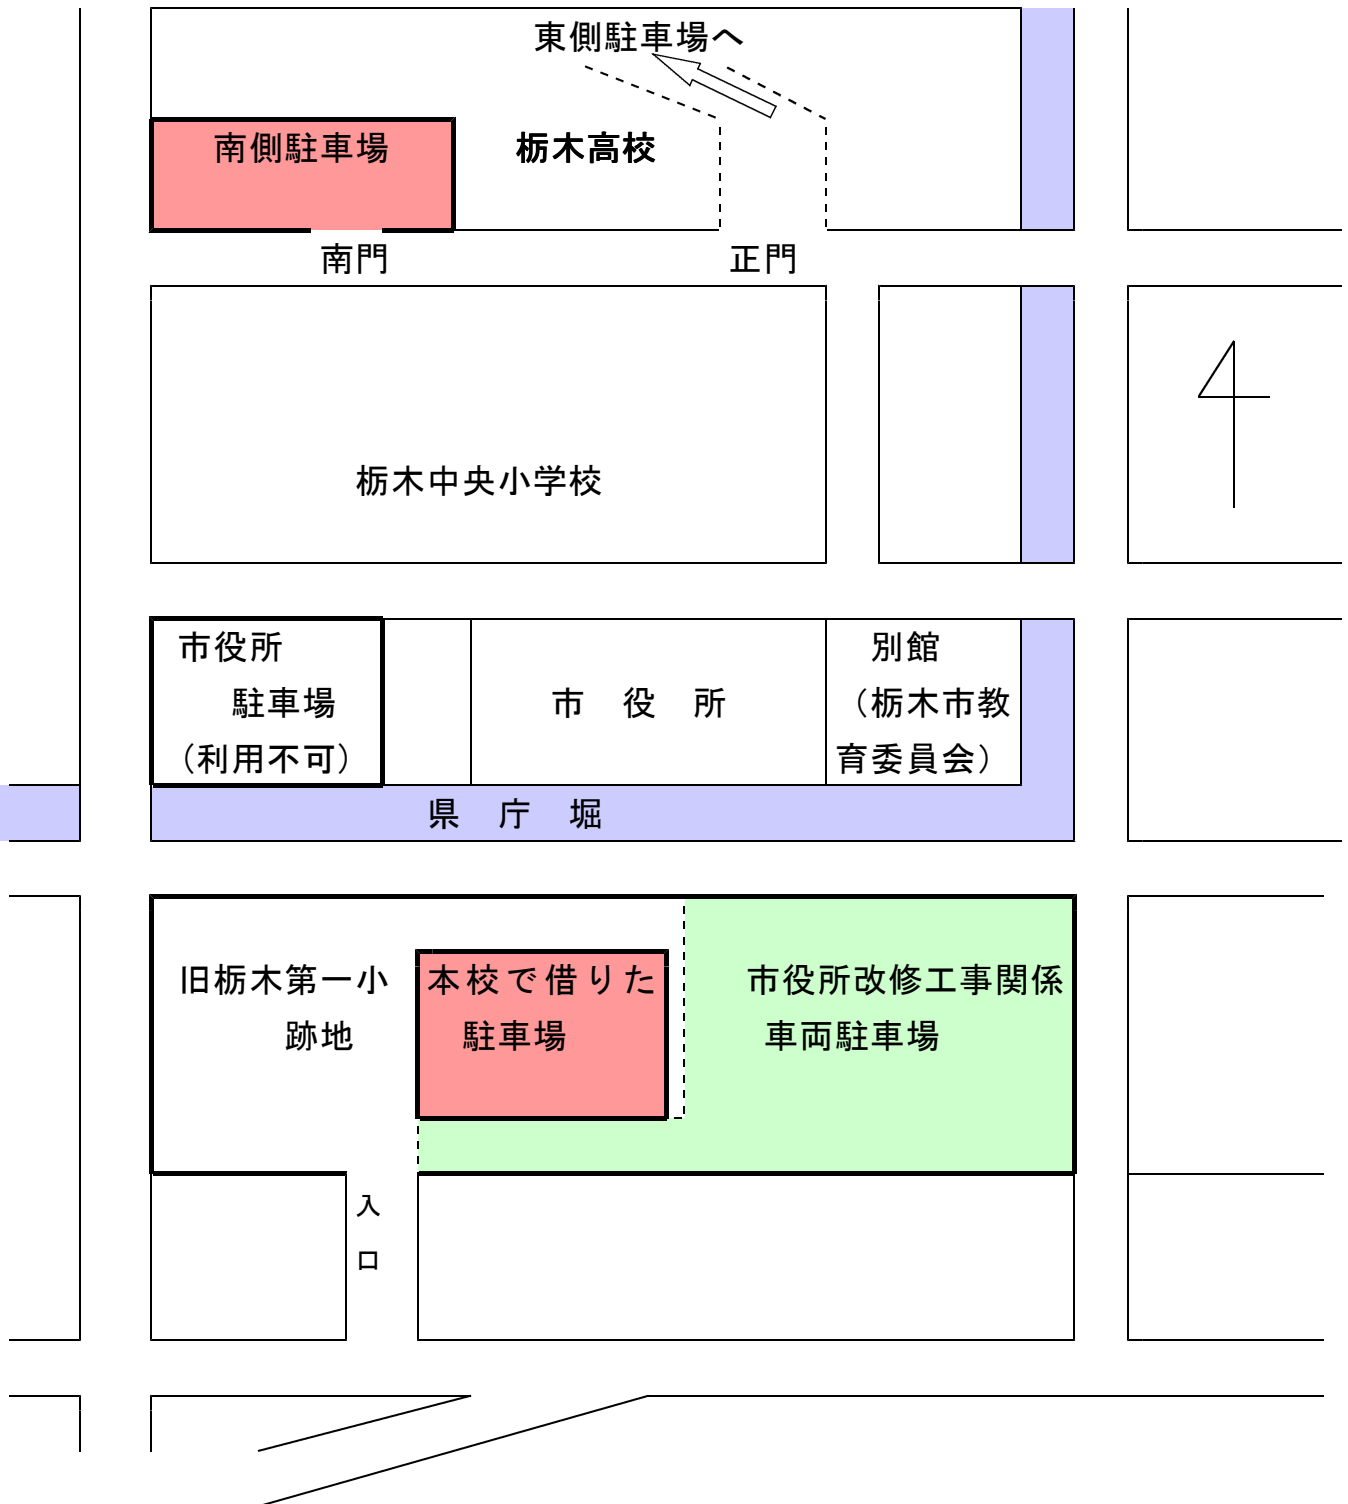 東側駐車場へ
南側駐車場
栃木高校
南門
正門
栃木中央小学校
市役所
駐車場
（利用不可）
市　役　所
別館
（栃木市教
育委員会）
県　庁　堀
旧栃木第一小
跡地
本校で借りた
駐車場
市役所改修工事関係
車両駐車場
入
口